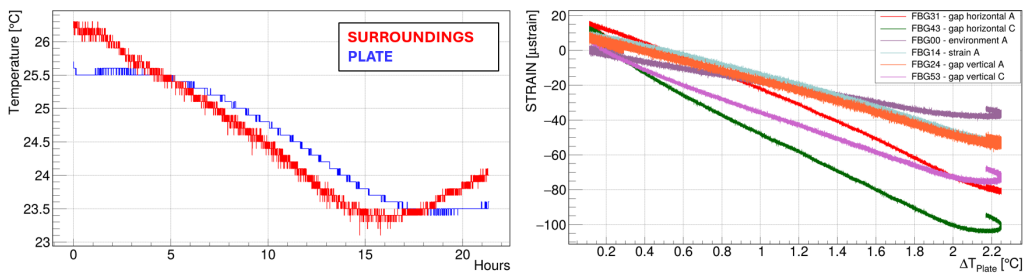 Temperature [°C]
26
25.5
25
24.5
24
23.5
23
0
5
10
15
20
Hours
SURROUNDINGS
PLATE
STRAIN [µstrain]
20
0
−20
−40
−60
−80
−100
0.2
0.4
0.6
0.8
1
1.2
1.4
1.6
1.8
2
2.2
ΔTPlate [°C]
FBG31 - gap horizontal A
FBG43 - gap horizontal C
FBG00 - environment A
FBG14 - strain A
FBG24 - gap vertical A
FBG53 - gap vertical C